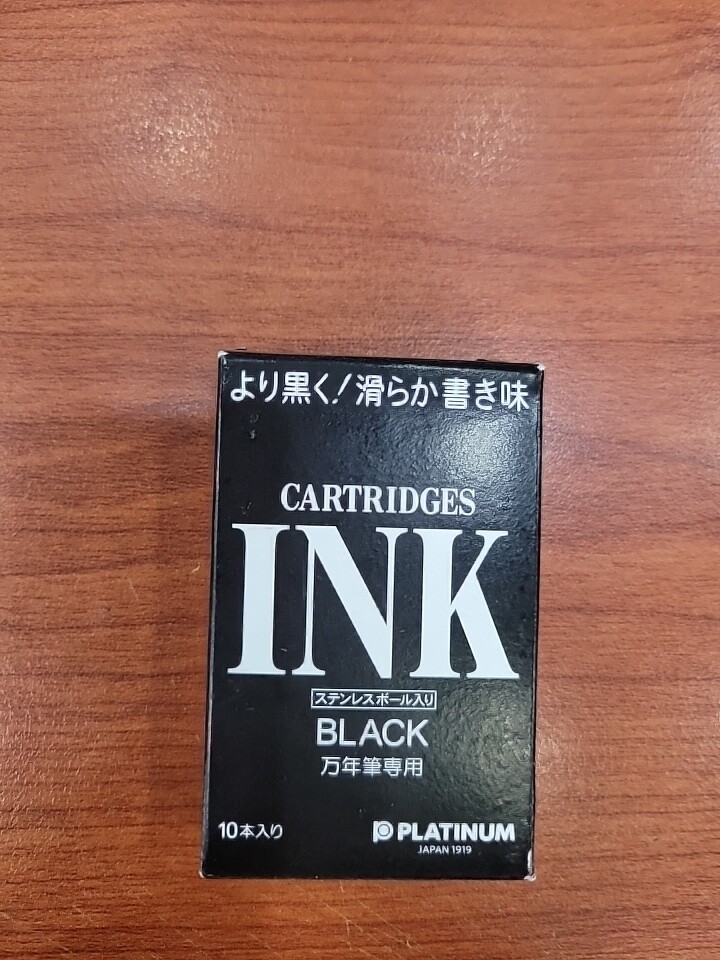 より黒く!滑らか書き味
CARTRIDGES
INK
ステンレスボール入り
BLACK
万年筆専用
10本入り
PLATINUM
JAPAN 1919